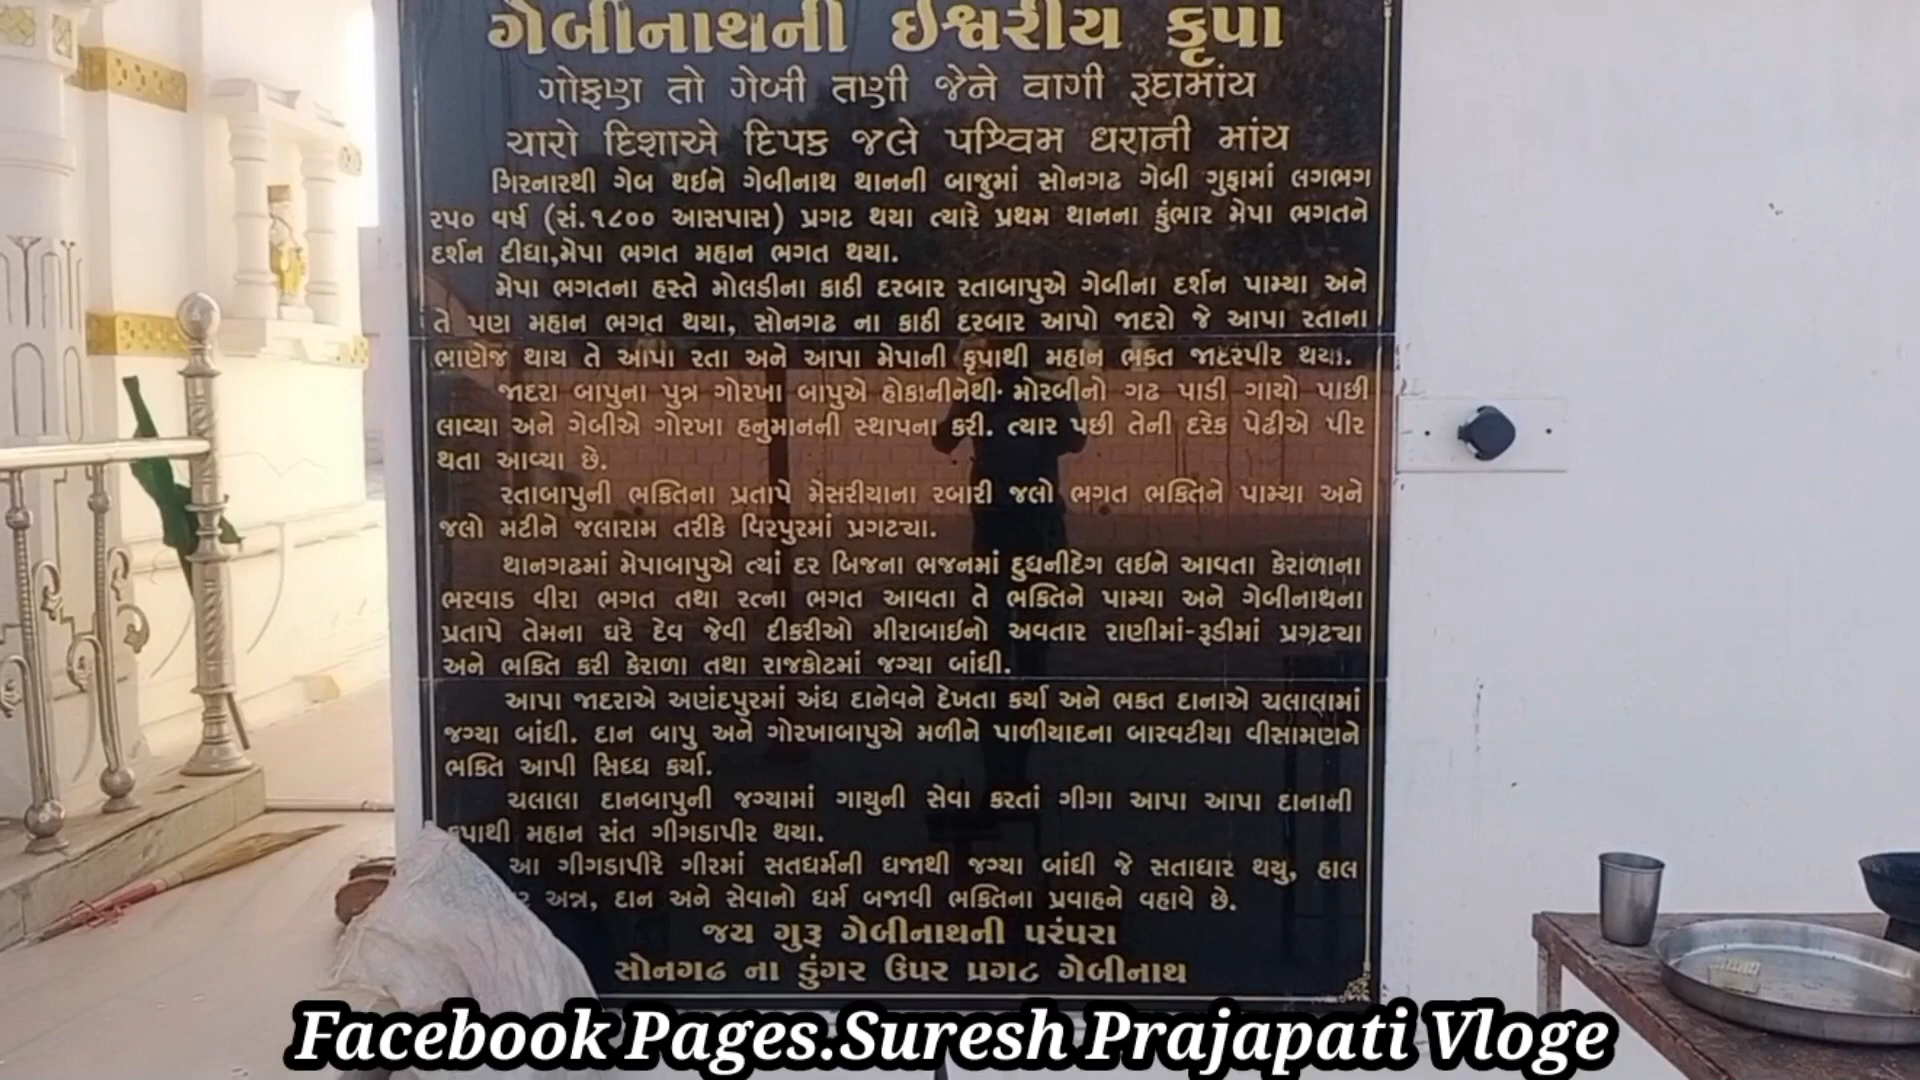 ગેબીનાથની ઈશ્વરીય કૃપા
ગોફણ તો ગેબી તણી જેને વાગી રૂદામાંય
ચારો દિશાએ દિપક જલે પશ્ચિમ ધરાની માંય
ગિરનારથી ગેબ થઈને ગેબીનાથ થાનની બાજુમાં સોનગઢ ગેબી ગુફામાં લગભગ
૨૫૦ વર્ષ (સં.૧૮૦૦ આસપાસ) પ્રગટ થયા ત્યારે પ્રથમ થાનના કુંભાર મેપા ભગતને
દર્શન દીધા,મેપા ભગત મહાન ભગત થયા.
મેપા ભગતના હસ્તે મોલડીના કાઠી દરબાર રતાબાપુએ ગેબીના દર્શન પામ્યા અને
તે પણ મહાન ભગત થયા, સોનગઢ ના કાઠી દરબાર આપો જાદરો જે આપા રતાના
ભાણેજ થાય તે આપા રતા અને આપા મેપાની કૃપાથી મહાન ભકત જાદરપીર થયા.
જાદરા બાપુના પુત્ર ગોરખા બાપુએ હોકાનીનેથી મોરબીનો ગઢ પાડી ગાયો પાછી
લાવ્યા અને ગેબીએ ગોરખા હનુમાનની સ્થાપના કરી. ત્યાર પછી તેની દરેક પેઢીએ પીર
થતા આવ્યા છે.
રતાબાપુની ભકિતના પ્રતાપે મેસરીયાના રબારી જલો ભગત ભકિતને પામ્યા અને
જલો મટીને જલારામ તરીકે વિરપુરમાં પ્રગટ્યા.
થાનગઢમાં મેપાબાપુએ ત્યાં દર બિજના ભજનમાં દુધનીદેગ લઈને આવતા કેરાળાના
ભરવાડ વીરા ભગત તથા રત્ના ભગત આવતા તે ભકિતને પામ્યા અને ગેબીનાથના
પ્રતાપે તેમના ઘરે દેવ જેવી દીકરીઓ મીરાબાઈનો અવતાર રાણીમાં-રૂડીમાં પ્રગટ્યા
અને ભકિત કરી કેરાળા તથા રાજકોટમાં જગ્યા બાંધી.
આપા જાદરાએ અણંદપુરમાં અંધ દાનેવને દેખતા કર્યા અને ભકત દાનાએ ચલાલામાં
જગ્યા બાંધી. દાન બાપુ અને ગોરખાબાપુએ મળીને પાળીયાદના બારવટીયા વીસામણને
ભકિત આપી સિધ્ધ કર્યા.
ચલાલા દાનબાપુની જગ્યામાં ગાયુની સેવા કરતાં ગીગા આપા આપા દાનાની
કૃપાથી મહાન સંત ગીગડાપીર થયા.
આ ગીગડાપીરે ગીરમાં સતધર્મની ધજાથી જગ્યા બાંધી જે સતાધાર થયુ, હાલ
અન્ન, દાન અને સેવાનો ધર્મ બજાવી ભકિતના પ્રવાહને વહાવે છે.
જય ગુરૂ ગેબીનાથની પરંપરા
સોનગઢ ના ડુંગર ઉપર પ્રગટ ગેબીનાથ
Facebook Pages.Suresh Prajapati Vloge